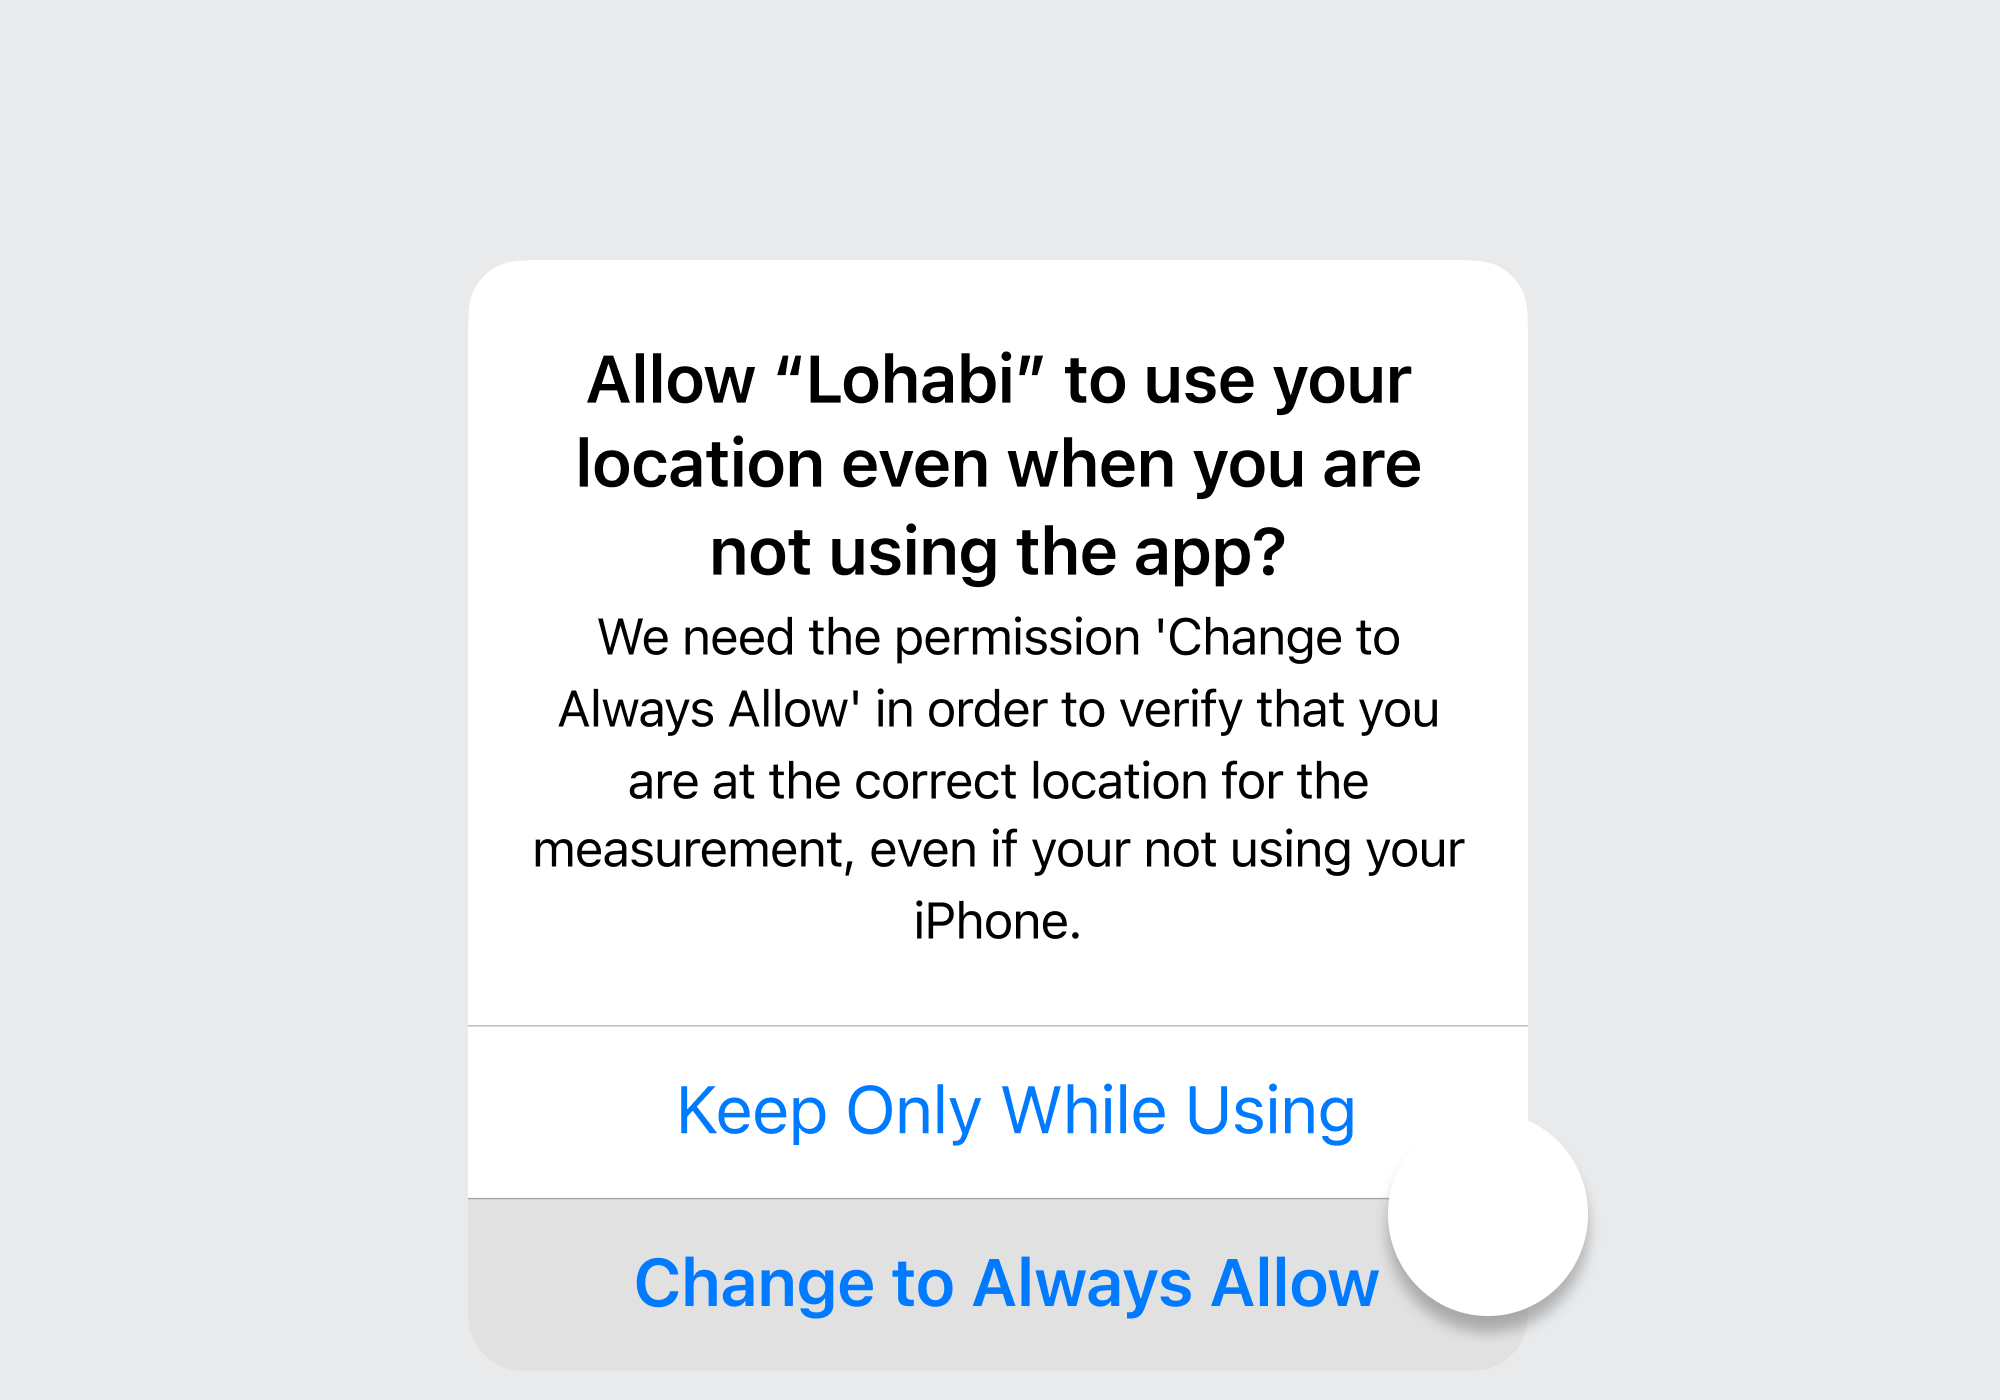 Allow “Lohabi” to use your
location even when you are
not using the app?
We need the permission 'Change to
Always Allow' in order to verify that you
are at the correct location for the
measurement, even if your not using your
iPhone.
Keep Only While Using
Change to Always Allow